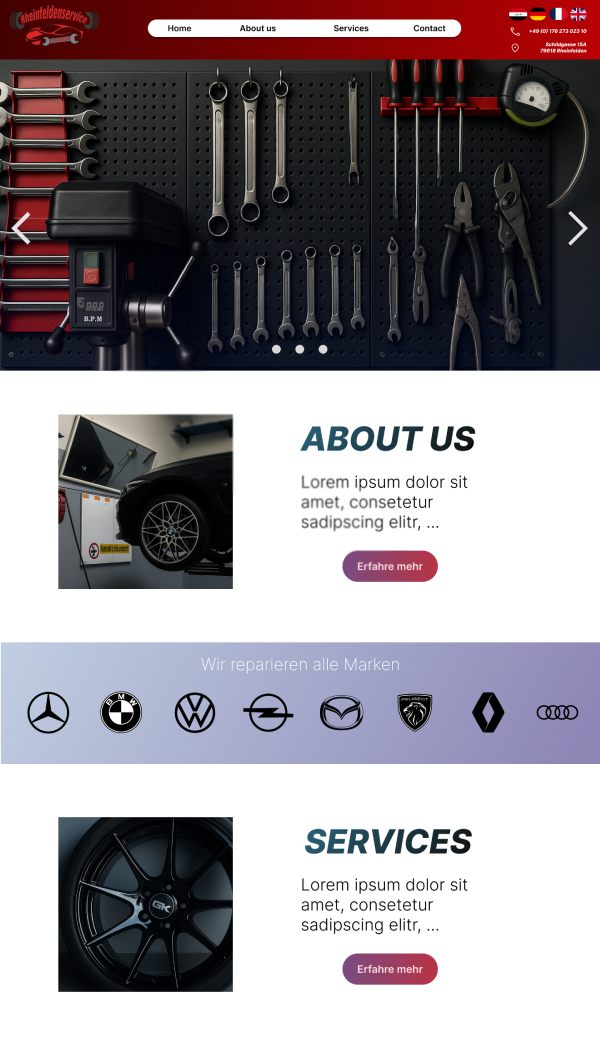 Rheinfeldenservice
Home
About us
Services
Contact
+49 (0) 176 273 023 10
Schildgasse 15A
79618 Rheinfelden
B.P.M
ABOUT US
Lorem ipsum dolor sit
amet, consetetur
sadipscing elitr, ...
Erfahre mehr
Wir reparieren alle Marken
BMW
PEUGEOT
SERVICES
Lorem ipsum dolor sit
amet, consetetur
sadipscing elitr, ...
GK
Erfahre mehr